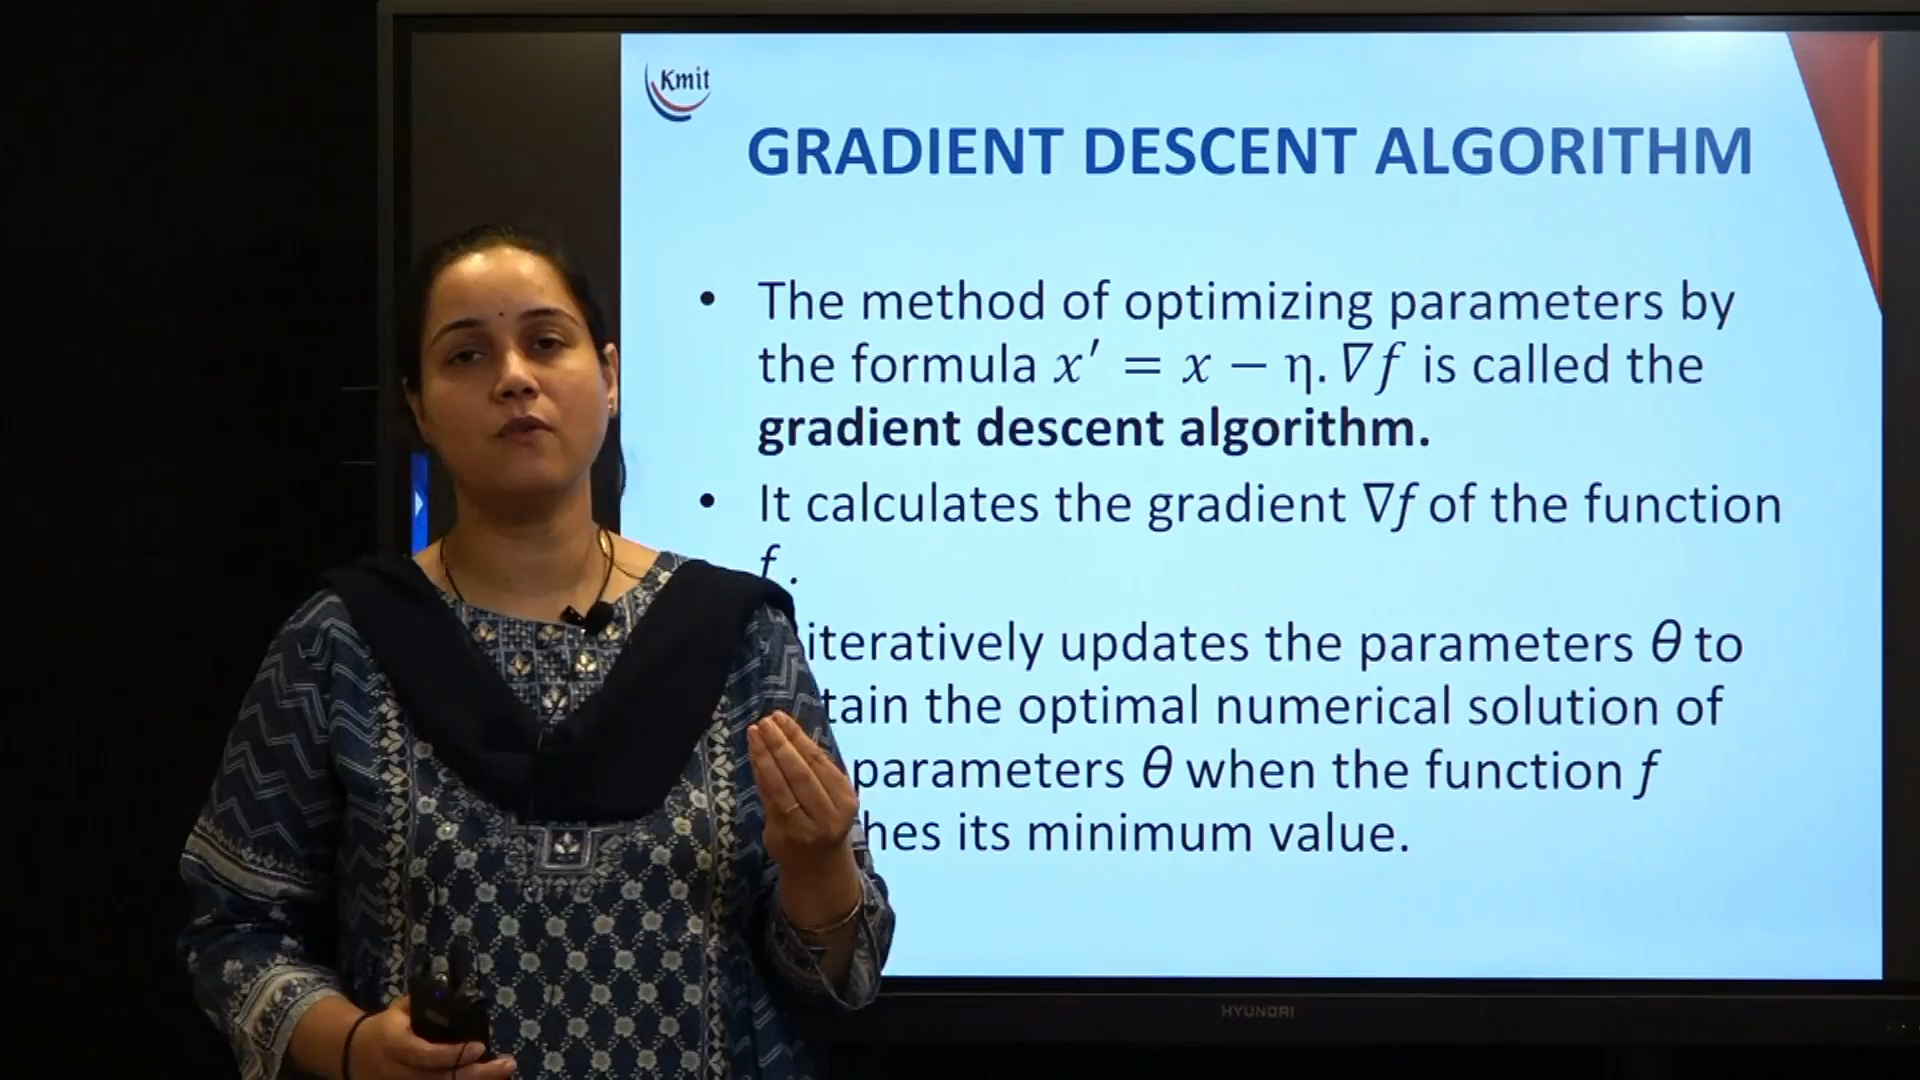 Kmit
GRADIENT DESCENT ALGORITHM
• The method of optimizing parameters by
the formula x′ = x − η. ∇f is called the
gradient descent algorithm.
• It calculates the gradient ∇f of the function
f.
iteratively updates the parameters θ to
tain the optimal numerical solution of
parameters θ when the function f
hes its minimum value.
HYUNDAI